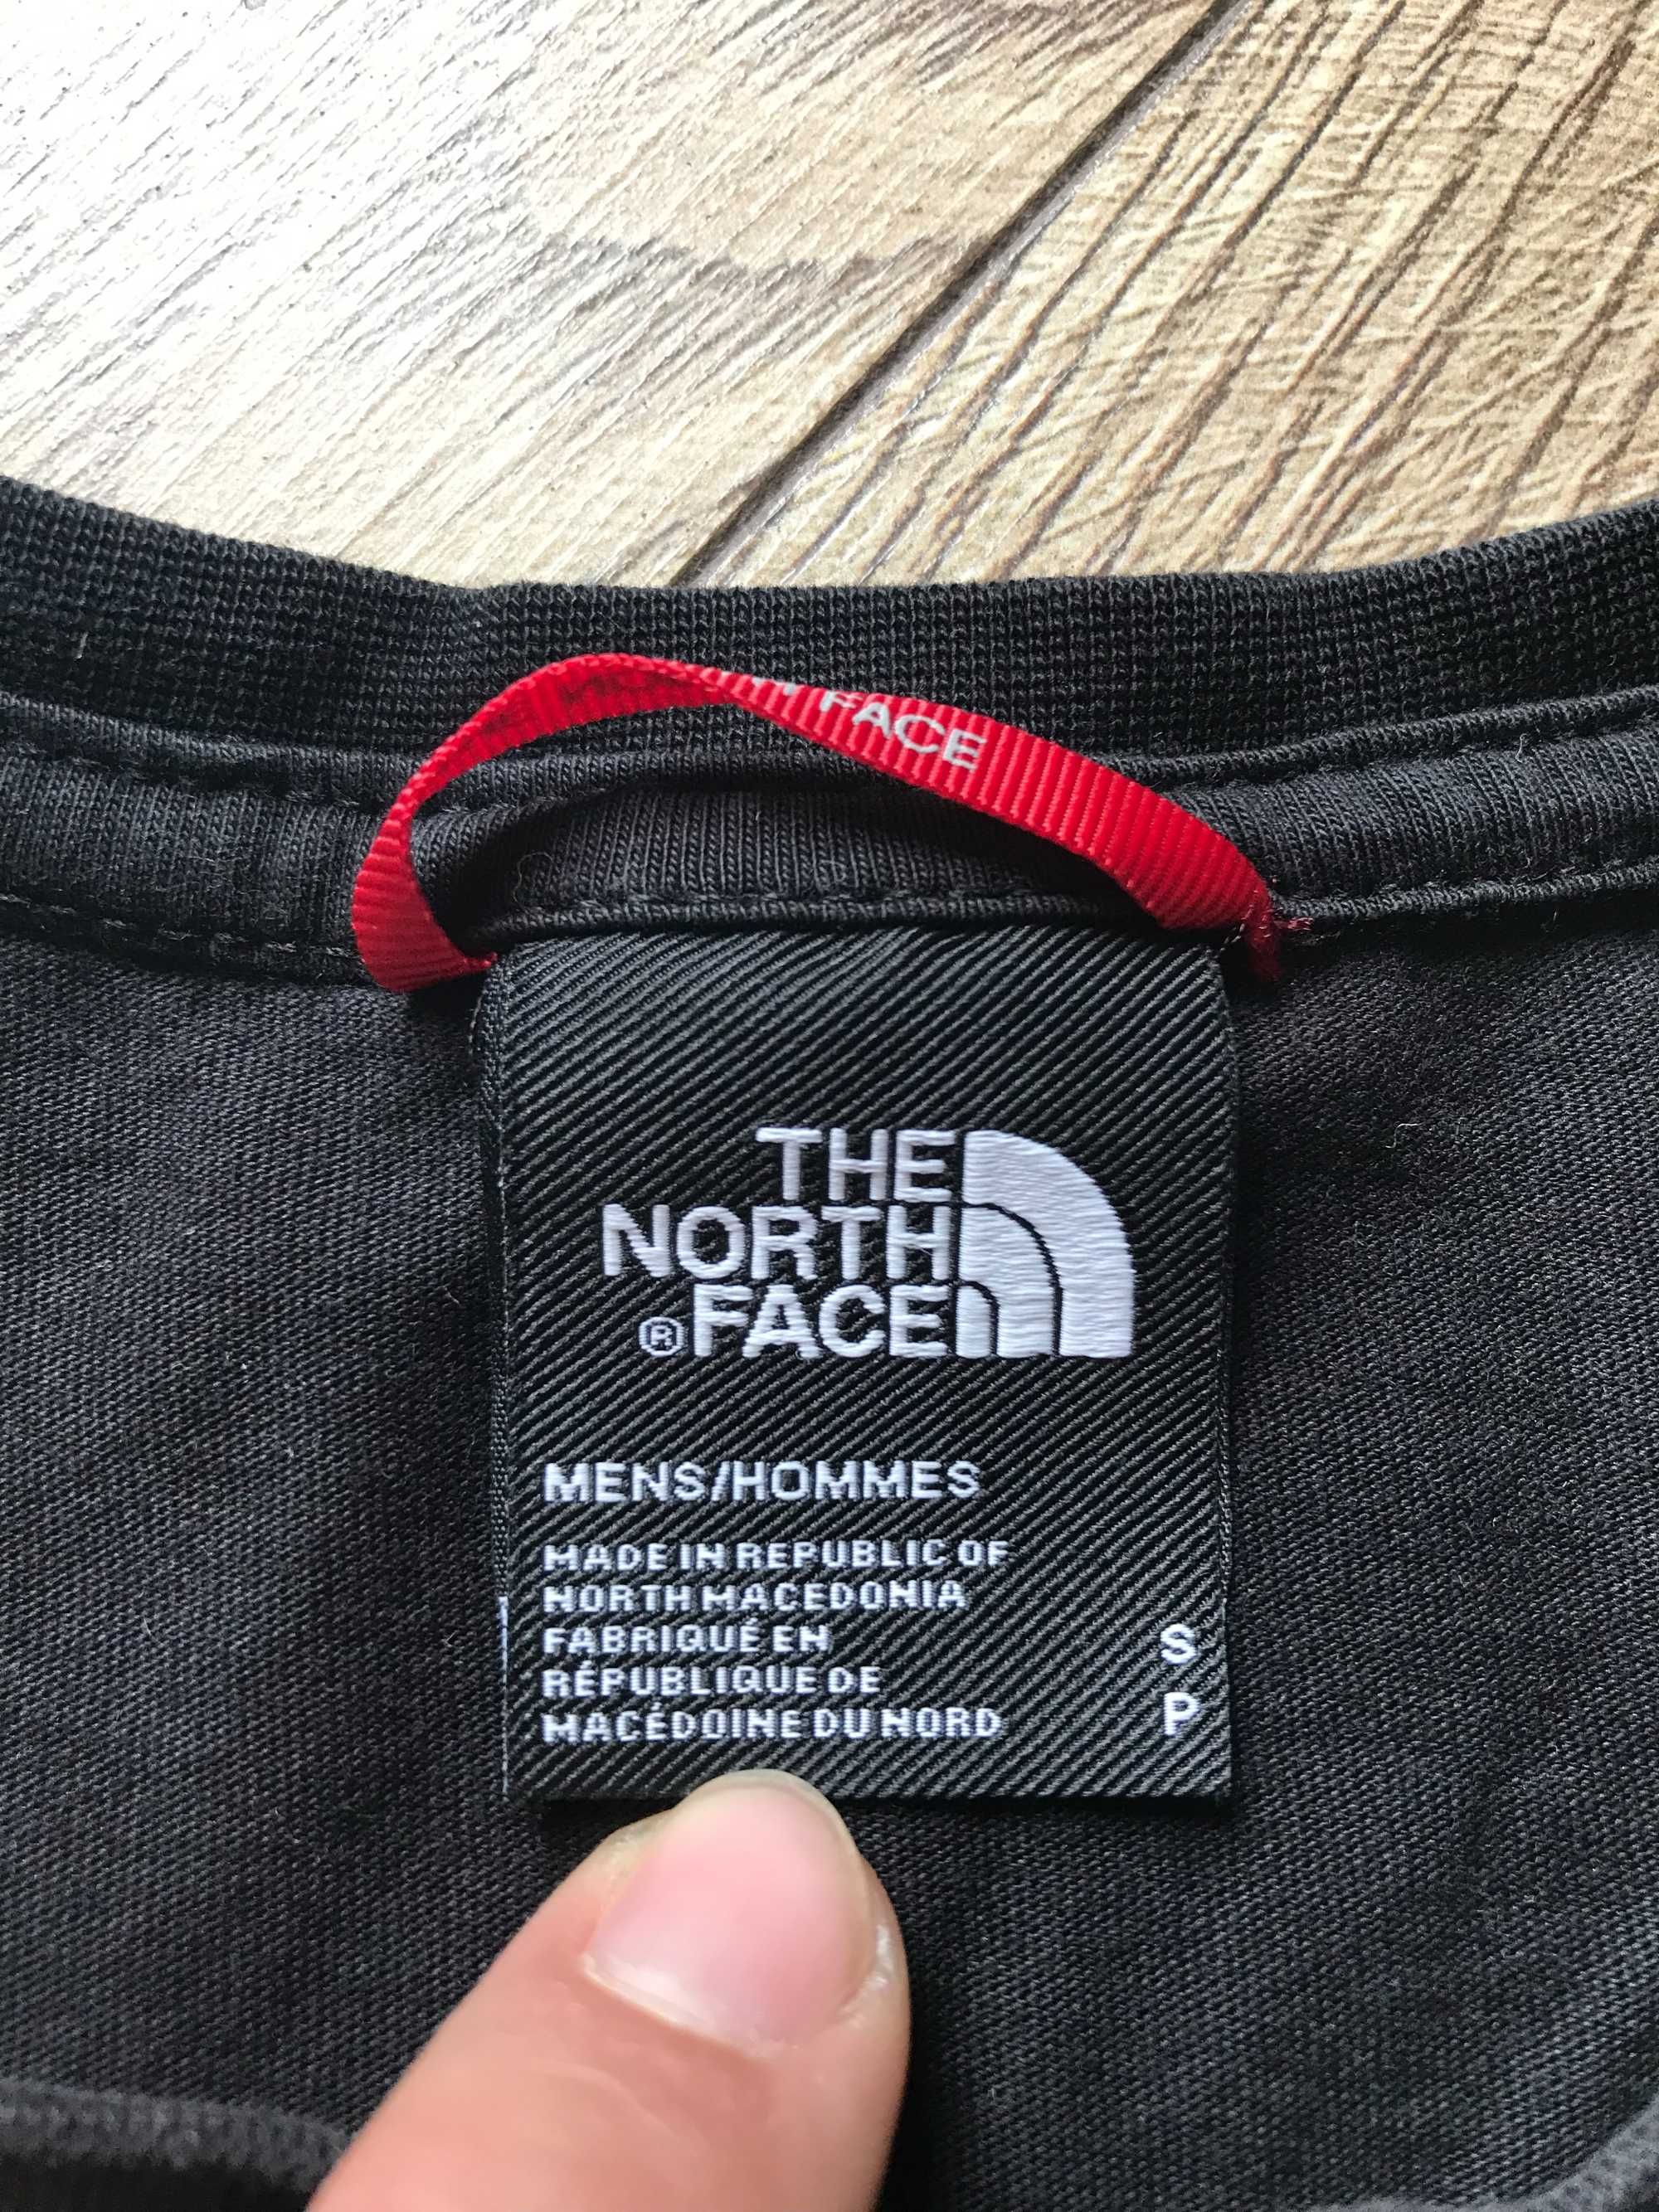 FACE
THE
NORTH
®FACE
MENS/HOMMES
MADE IN REPUBLIC OF
NORTH MACEDONIA
FABRIQUÉ EN
RÉPUBLIQUE DE
MACÉDOINE DU NORD
S
P